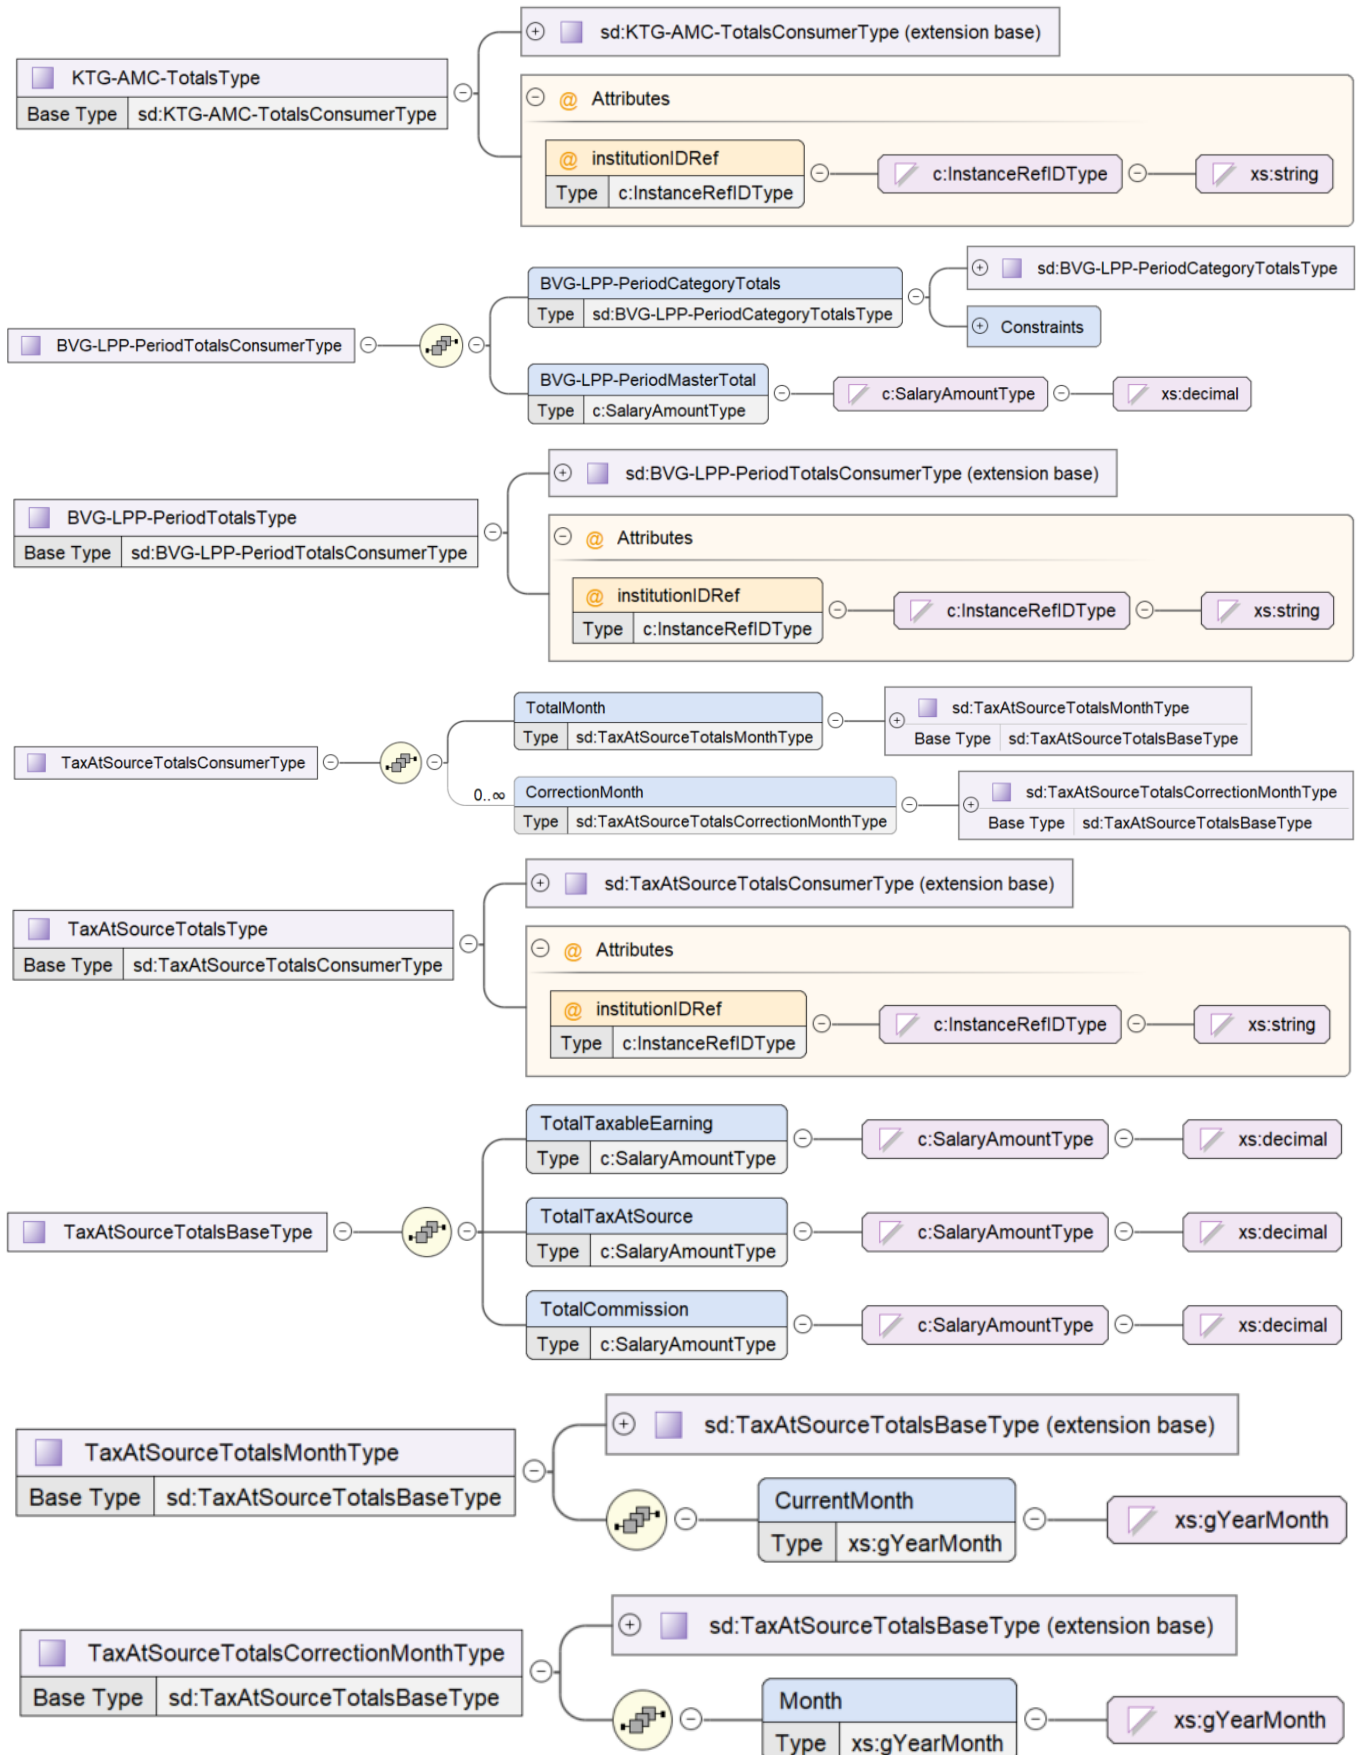 sd:KTG-AMC-TotalsConsumerType (extension base)
KTG-AMC-TotalsType
Base Type sd:KTG-AMC-TotalsConsumerType
@ Attributes
@ institutionIDRef
Type c:InstanceRefIDType
c:InstanceRefIDType
xs:string
BVG-LPP-PeriodTotalsConsumerType
BVG-LPP-PeriodCategoryTotals
Type sd:BVG-LPP-PeriodCategoryTotalsType
sd:BVG-LPP-PeriodCategoryTotalsType
Constraints
BVG-LPP-PeriodMasterTotal
Type c:SalaryAmountType
c:SalaryAmountType
xs:decimal
sd:BVG-LPP-PeriodTotalsConsumerType (extension base)
BVG-LPP-PeriodTotalsType
Base Type sd:BVG-LPP-PeriodTotalsConsumerType
@ Attributes
@ institutionIDRef
Type c:InstanceRefIDType
c:InstanceRefIDType
xs:string
TaxAtSourceTotalsConsumerType
TotalMonth
Type sd:TaxAtSourceTotalsMonthType
sd:TaxAtSourceTotalsMonthType
Base Type sd:TaxAtSourceTotalsBaseType
0..∞
CorrectionMonth
Type sd:TaxAtSourceTotalsCorrectionMonthType
sd:TaxAtSourceTotalsCorrectionMonthType
Base Type sd:TaxAtSourceTotalsBaseType
sd:TaxAtSourceTotalsConsumerType (extension base)
TaxAtSourceTotalsType
Base Type sd:TaxAtSourceTotalsConsumerType
@ Attributes
@ institutionIDRef
Type c:InstanceRefIDType
c:InstanceRefIDType
xs:string
TaxAtSourceTotalsBaseType
TotalTaxableEarning
Type c:SalaryAmountType
c:SalaryAmountType
xs:decimal
TotalTaxAtSource
Type c:SalaryAmountType
c:SalaryAmountType
xs:decimal
TotalCommission
Type c:SalaryAmountType
c:SalaryAmountType
xs:decimal
sd:TaxAtSourceTotalsBaseType (extension base)
TaxAtSourceTotalsMonthType
Base Type sd:TaxAtSourceTotalsBaseType
CurrentMonth
Type xs:gYearMonth
xs:gYearMonth
sd:TaxAtSourceTotalsBaseType (extension base)
TaxAtSourceTotalsCorrectionMonthType
Base Type sd:TaxAtSourceTotalsBaseType
Month
Type xs:gYearMonth
xs:gYearMonth